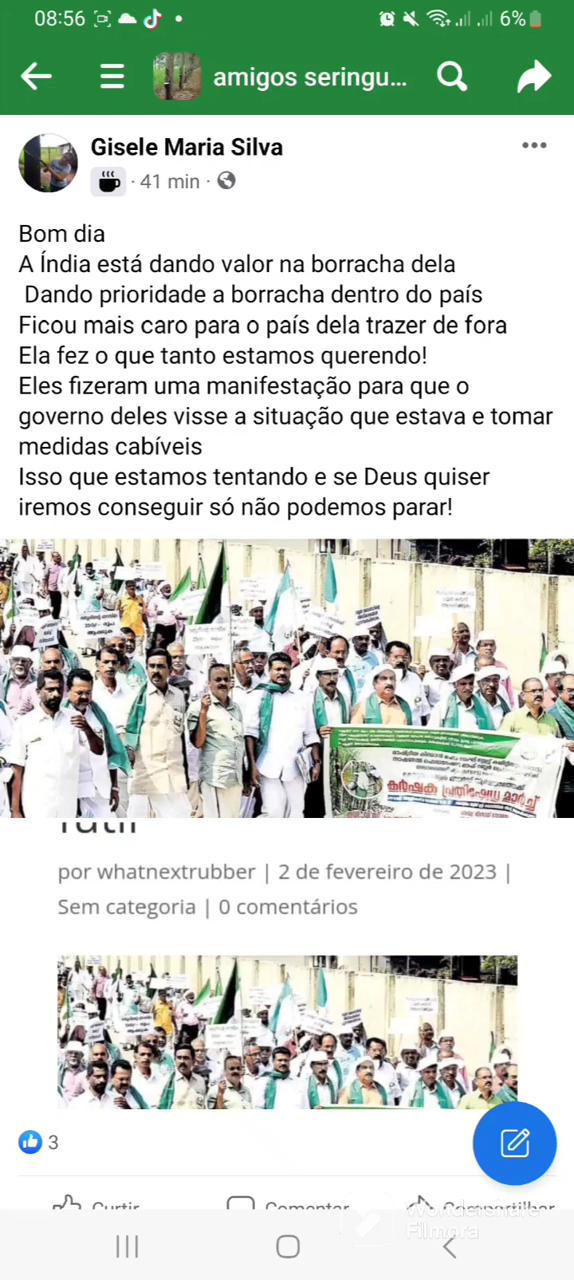 08:56
6%
amigos seringu...
Gisele Maria Silva
· 41 min ·
Bom dia
A Índia está dando valor na borracha dela
Dando prioridade a borracha dentro do país
Ficou mais caro para o país dela trazer de fora
Ela fez o que tanto estamos querendo!
Eles fizeram uma manifestação para que o
governo deles visse a situação que estava e tomar
medidas cabíveis
Isso que estamos tentando e se Deus quiser
iremos conseguir só não podemos parar!
കർഷക പ്രതിഷേധ മാർച്ച്
por whatnextrubber | 2 de fevereiro de 2023 |
Sem categoria | 0 comentários
3
Curtir
Comentar
Compartilhar
Wondershare
Filmora